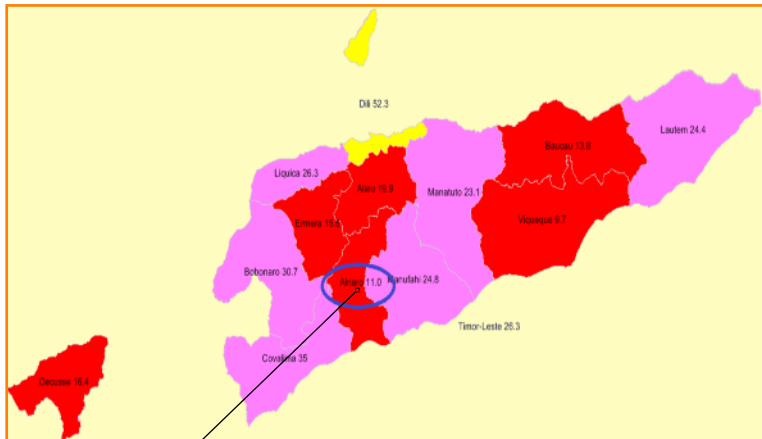 Dili 52.3
Lautem 24.4
Baucau 13.8
Liquica 26.3
Aileu 19.9
Manatuto 23.1
Ermera 15.5
Viqueque 9.7
Bobonaro 30.7
Ainaro 11.0
Manufahi 24.8
Timor-Leste 26.3
Covalima 35
Oecusse 16.4